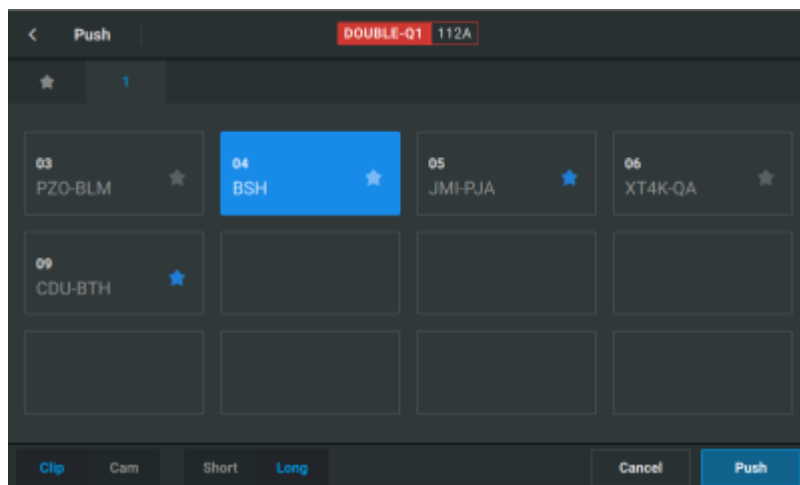 Push
DOUBLE-Q1 112A
1
03
PZO-BLM
04
BSH
05
JMI-PJA
06
XT4K-QA
09
CDU-BTH
Clip Cam Short Long Cancel Push